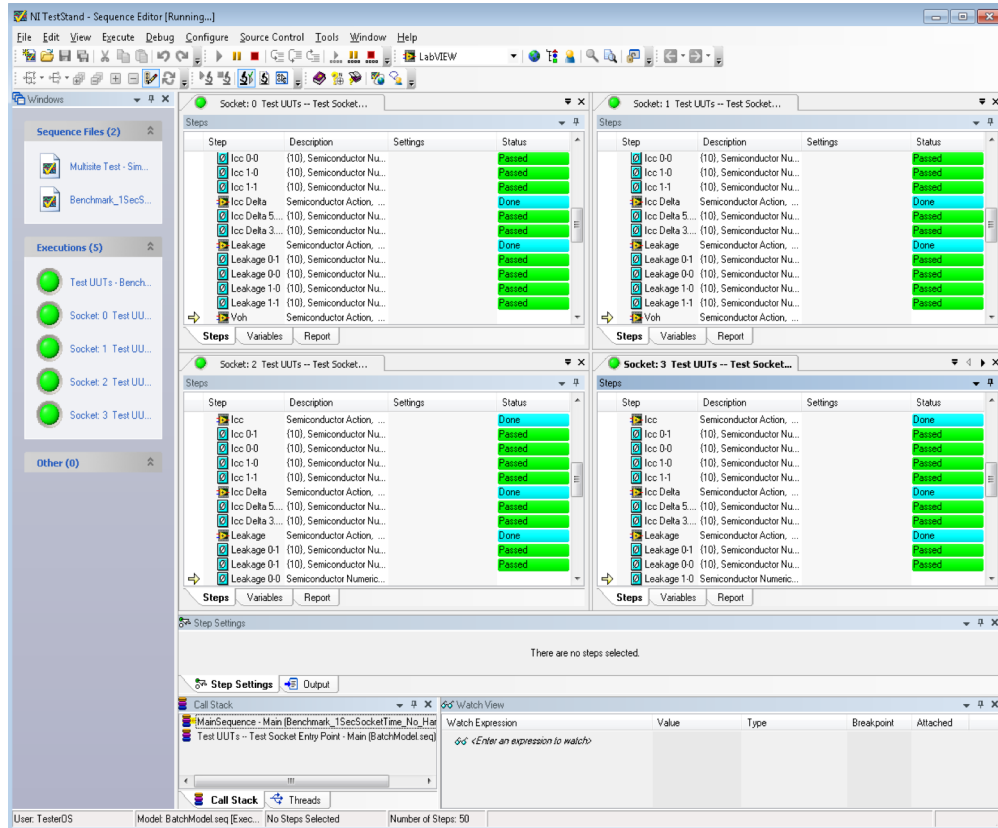 NI TestStand - Sequence Editor [Running...]
File Edit View Execute Debug Configure Source Control Tools Window Help
LabVIEW
Windows
Sequence Files (2)
Multisite Test - Sim...
Benchmark_1SecS...
Executions (5)
Test UUTs - Bench...
Socket: 0 Test UU...
Socket: 1 Test UU...
Socket: 2 Test UU...
Socket: 3 Test UU...
Other (0)
Socket: 0 Test UUTs -- Test Socket...
Steps
Step Description Settings Status
Icc 0-0 {10}, Semiconductor Nu... Passed
Icc 1-0 {10}, Semiconductor Nu... Passed
Icc 1-1 {10}, Semiconductor Nu... Passed
Icc Delta Semiconductor Action, ... Done
Icc Delta 5.... {10}, Semiconductor Nu... Passed
Icc Delta 3.... {10}, Semiconductor Nu... Passed
Leakage Semiconductor Action, ... Done
Leakage 0-1 {10}, Semiconductor Nu... Passed
Leakage 0-0 {10}, Semiconductor Nu... Passed
Leakage 1-0 {10}, Semiconductor Nu... Passed
Leakage 1-1 {10}, Semiconductor Nu... Passed
Voh Semiconductor Action, ...
Steps Variables Report
Socket: 1 Test UUTs -- Test Socket...
Steps
Step Description Settings Status
Icc 0-0 {10}, Semiconductor Nu... Passed
Icc 1-0 {10}, Semiconductor Nu... Passed
Icc 1-1 {10}, Semiconductor Nu... Passed
Icc Delta Semiconductor Action, ... Done
Icc Delta 5.... {10}, Semiconductor Nu... Passed
Icc Delta 3.... {10}, Semiconductor Nu... Passed
Leakage Semiconductor Action, ... Done
Leakage 0-1 {10}, Semiconductor Nu... Passed
Leakage 0-0 {10}, Semiconductor Nu... Passed
Leakage 1-0 {10}, Semiconductor Nu... Passed
Leakage 1-1 {10}, Semiconductor Nu... Passed
Voh Semiconductor Action, ...
Steps Variables Report
Socket: 2 Test UUTs -- Test Socket...
Steps
Step Description Settings Status
Icc Semiconductor Action, ... Done
Icc 0-1 {10}, Semiconductor Nu... Passed
Icc 0-0 {10}, Semiconductor Nu... Passed
Icc 1-0 {10}, Semiconductor Nu... Passed
Icc 1-1 {10}, Semiconductor Nu... Passed
Icc Delta Semiconductor Action, ... Done
Icc Delta 5.... {10}, Semiconductor Nu... Passed
Icc Delta 3.... {10}, Semiconductor Nu... Passed
Leakage Semiconductor Action, ... Done
Leakage 0-1 {10}, Semiconductor Nu... Passed
Leakage 0-1 {10}, Semiconductor Nu... Passed
Leakage 0-0 Semiconductor Numeric...
Steps Variables Report
Socket: 3 Test UUTs -- Test Socket...
Steps
Step Description Settings Status
Icc Semiconductor Action, ... Done
Icc 0-1 {10}, Semiconductor Nu... Passed
Icc 0-0 {10}, Semiconductor Nu... Passed
Icc 1-0 {10}, Semiconductor Nu... Passed
Icc 1-1 {10}, Semiconductor Nu... Passed
Icc Delta Semiconductor Action, ... Done
Icc Delta 5.... {10}, Semiconductor Nu... Passed
Icc Delta 3.... {10}, Semiconductor Nu... Passed
Leakage Semiconductor Action, ... Done
Leakage 0-1 {10}, Semiconductor Nu... Passed
Leakage 0-0 {10}, Semiconductor Nu... Passed
Leakage 1-0 Semiconductor Numeric...
Steps Variables Report
Step Settings
There are no steps selected.
Step Settings Output
Call Stack
MainSequence - Main (Benchmark_1SecSocketTime_No_Har
Test UUTs -- Test Socket Entry Point - Main (BatchModel.seq)
Call Stack Threads
Watch View
Watch Expression Value Type Breakpoint Attached
<Enter an expression to watch>
User: TesterOS Model: BatchModel.seq [Exec... No Steps Selected Number of Steps: 50